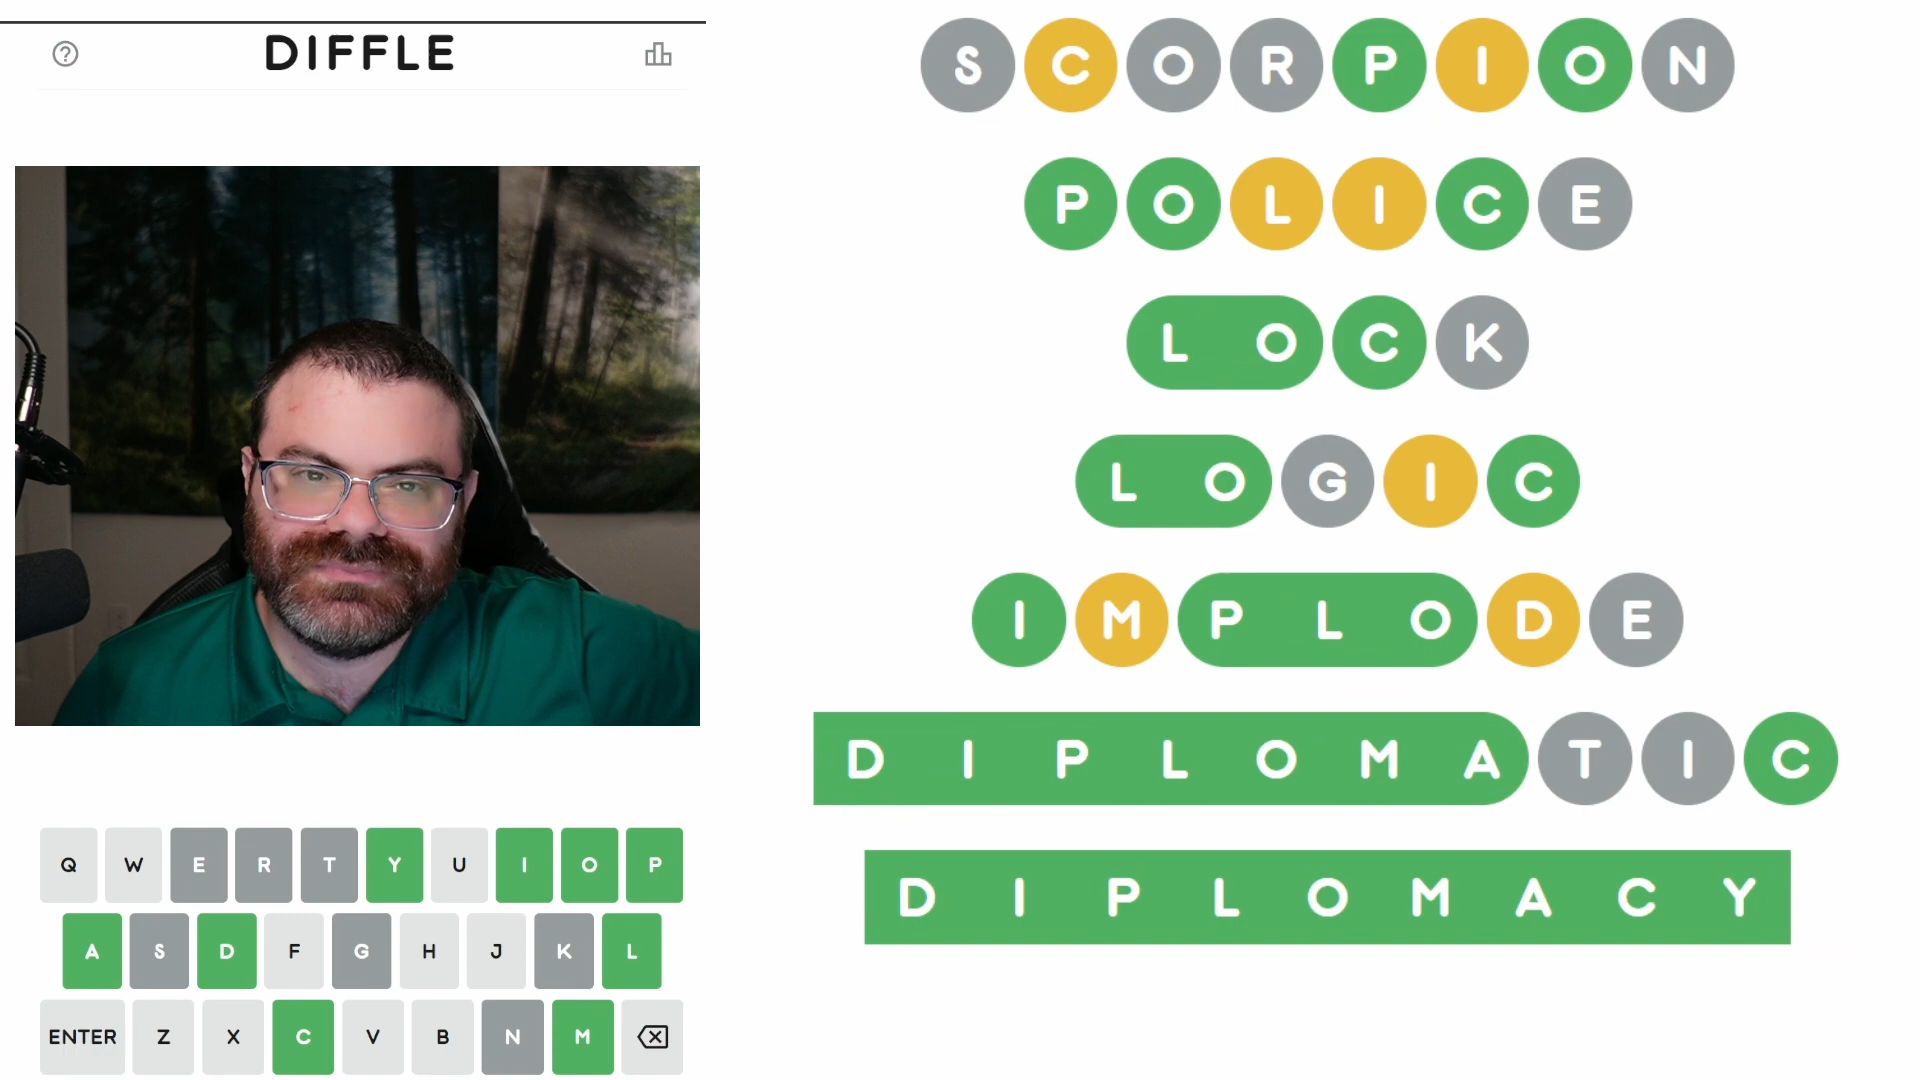 DIFFLE
SCORPION
POLICE
LOCK
LOGIC
IMPLODE
DIPLOMATIC
DIPLOMACY
Q W E R T Y U I O P
A S D F G H J K L
ENTER Z X C V B N M